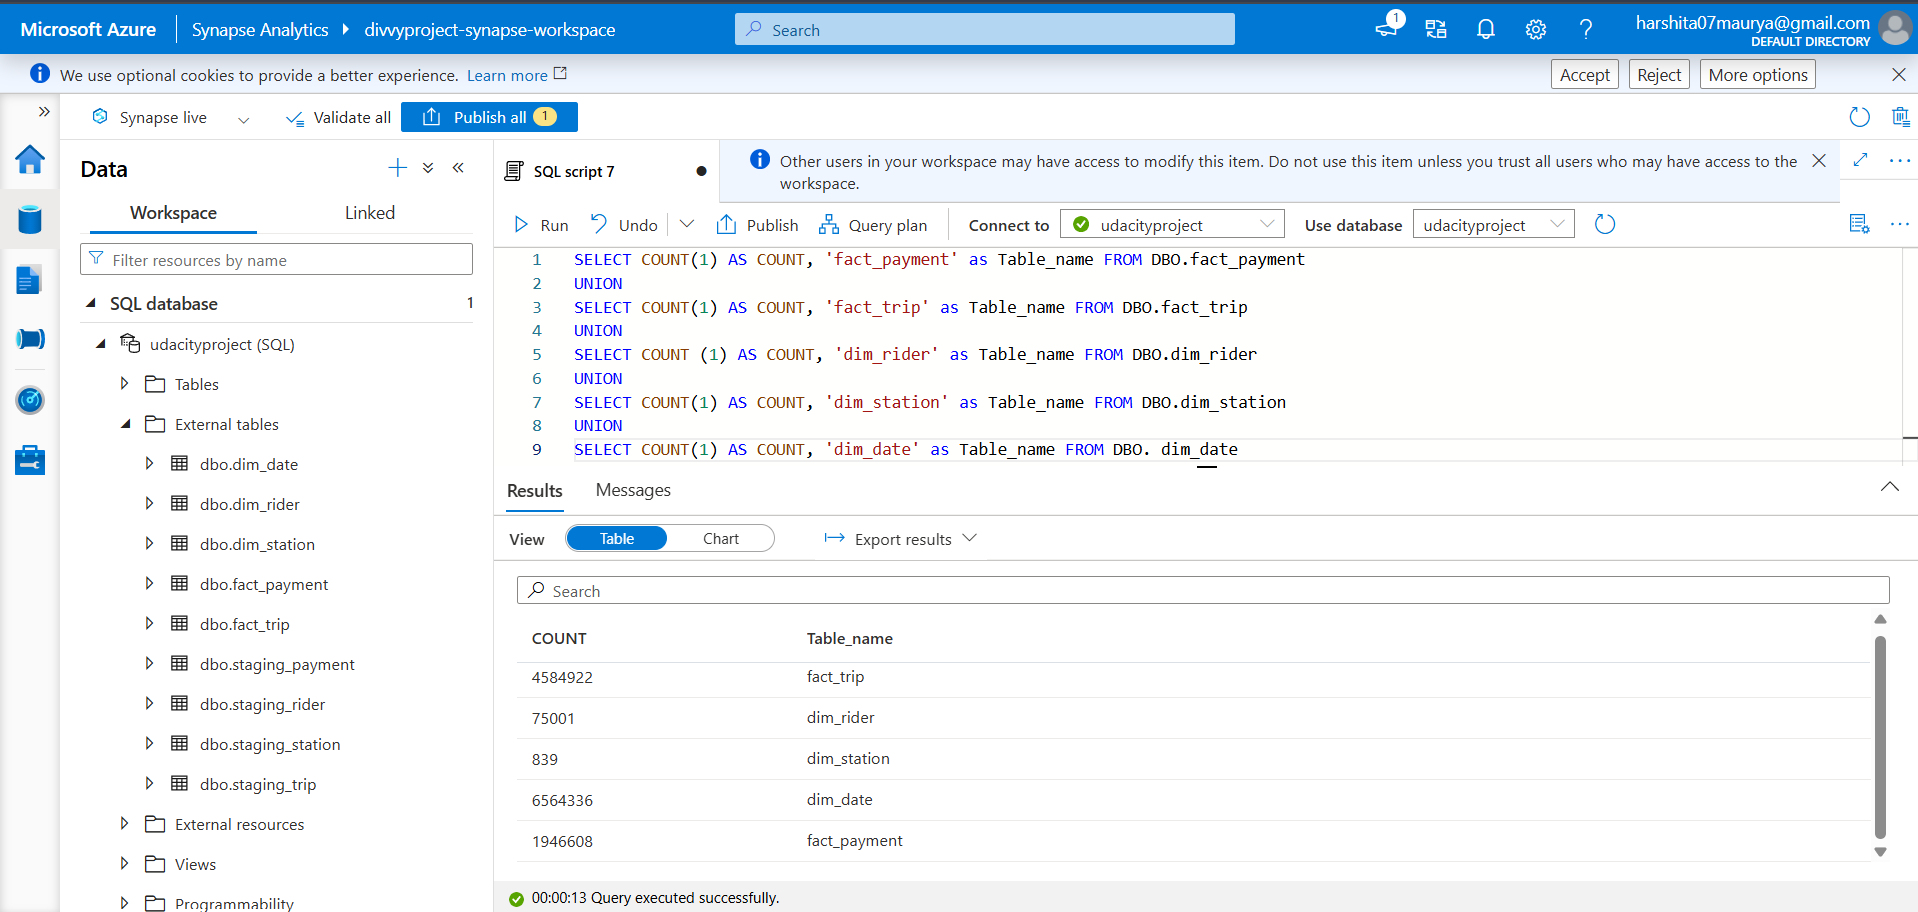 Microsoft Azure
Synapse Analytics
divvyproject-synapse-workspace
Search
1
harshita07maurya@gmail.com
DEFAULT DIRECTORY
We use optional cookies to provide a better experience. Learn more
Accept
Reject
More options
Synapse live
Validate all
Publish all 1
Data
Workspace
Linked
Filter resources by name
SQL database
1
udacityproject (SQL)
Tables
External tables
dbo.dim_date
dbo.dim_rider
dbo.dim_station
dbo.fact_payment
dbo.fact_trip
dbo.staging_payment
dbo.staging_rider
dbo.staging_station
dbo.staging_trip
External resources
Views
Programmability
SQL script 7
Other users in your workspace may have access to modify this item. Do not use this item unless you trust all users who may have access to the
workspace.
Run
Undo
Publish
Query plan
Connect to
udacityproject
Use database
udacityproject
1 SELECT COUNT(1) AS COUNT, 'fact_payment' as Table_name FROM DBO.fact_payment
2 UNION
3 SELECT COUNT(1) AS COUNT, 'fact_trip' as Table_name FROM DBO.fact_trip
4 UNION
5 SELECT COUNT (1) AS COUNT, 'dim_rider' as Table_name FROM DBO.dim_rider
6 UNION
7 SELECT COUNT(1) AS COUNT, 'dim_station' as Table_name FROM DBO.dim_station
8 UNION
9 SELECT COUNT(1) AS COUNT, 'dim_date' as Table_name FROM DBO. dim_date
Results
Messages
View
Table
Chart
Export results
Search
COUNT Table_name
4584922 fact_trip
75001 dim_rider
839 dim_station
6564336 dim_date
1946608 fact_payment
00:00:13 Query executed successfully.